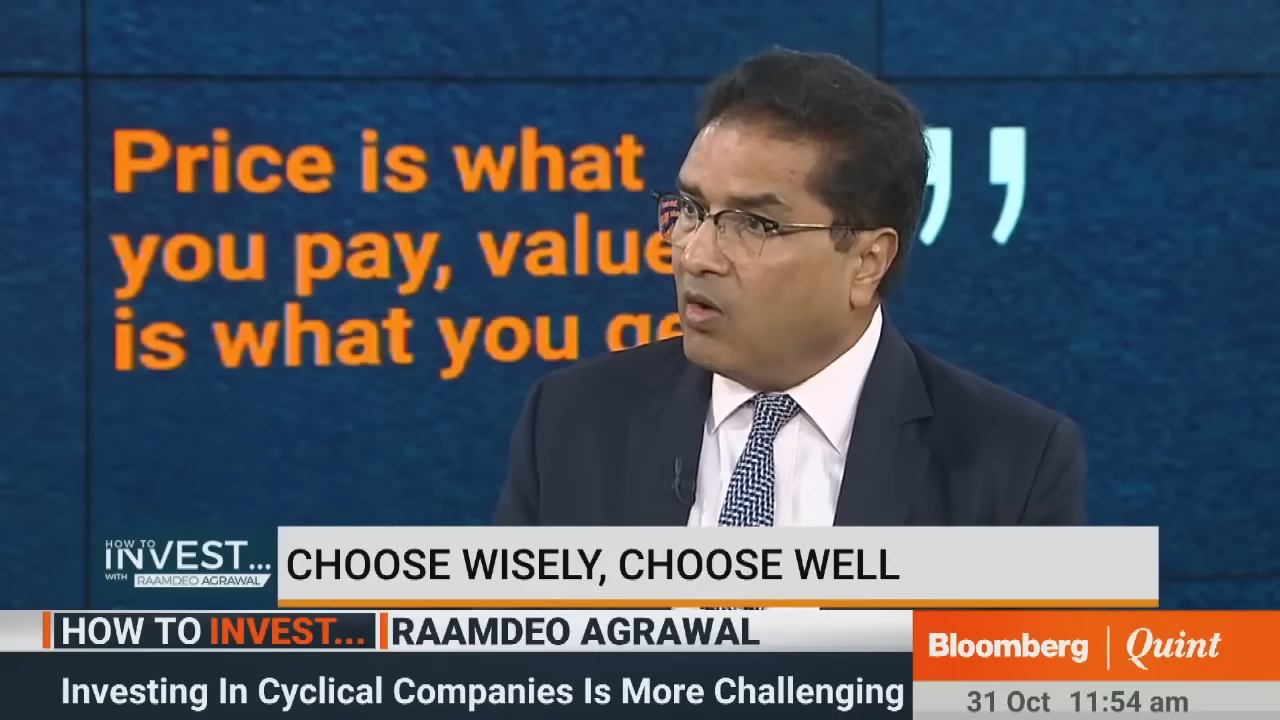 Price is what
you pay, value
is what you
”
HOW TO
INVEST...
WITH RAAMDEO AGRAWAL
CHOOSE WISELY, CHOOSE WELL
HOW TO INVEST... RAAMDEO AGRAWAL
Bloomberg | Quint
Investing In Cyclical Companies Is More Challenging
31 Oct 11:54 am